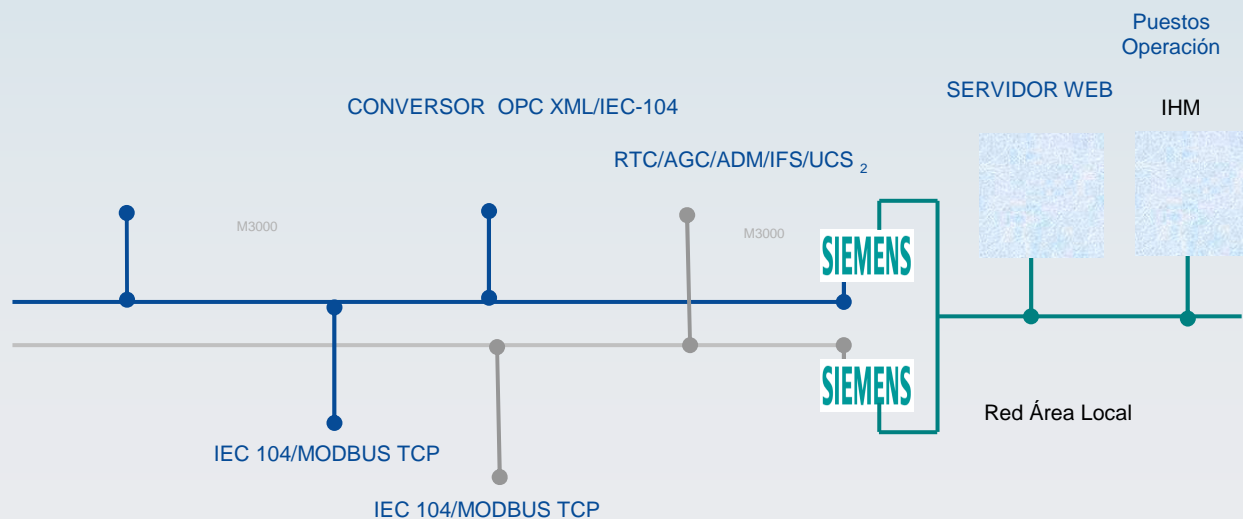 Puestos
Operación
SERVIDOR WEB
IHM
CONVERSOR OPC XML/IEC-104
RTC/AGC/ADM/IFS/UCS 2
M3000
M3000
SIEMENS
SIEMENS
Red Área Local
IEC 104/MODBUS TCP
IEC 104/MODBUS TCP